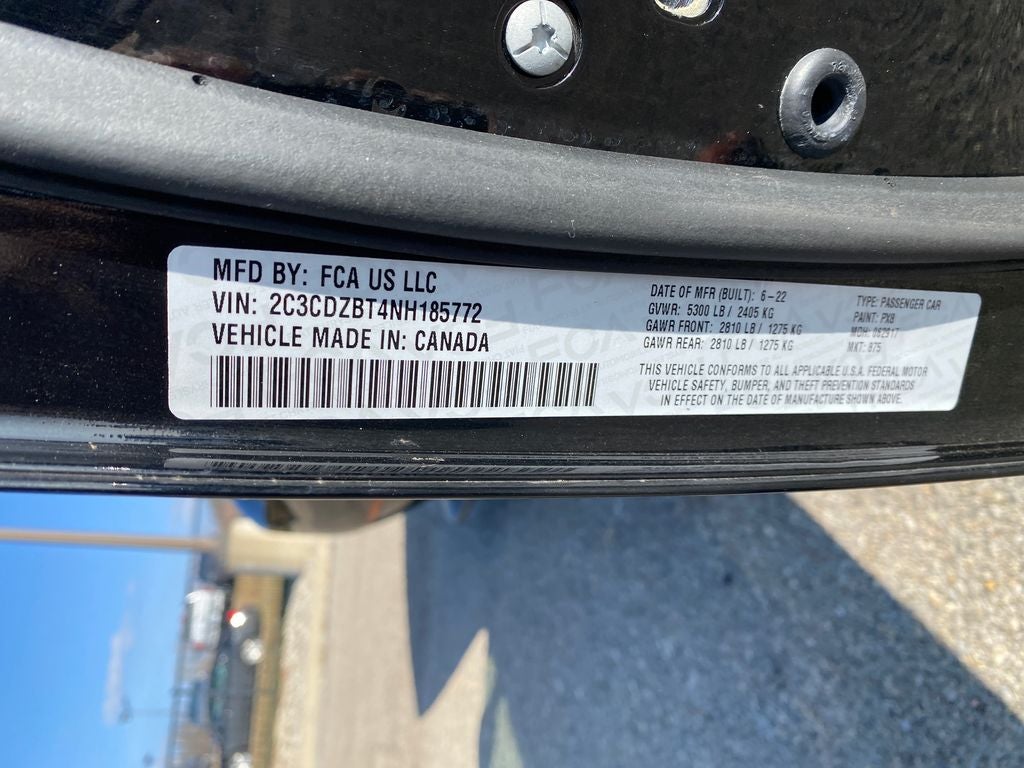 MFD BY: FCA US LLC
VIN: 2C3CDZBT4NH185772
VEHICLE MADE IN: CANADA
DATE OF MFR (BUILT): 6-22
GVWR: 5300 LB / 2405 KG
GAWR FRONT: 2810 LB / 1275 KG
GAWR REAR: 2810 LB / 1275 KG
TYPE: PASSENGER CAR
PAINT: PX8
MDH: 062917
MKT: 875
THIS VEHICLE CONFORMS TO ALL APPLICABLE U.S.A. FEDERAL MOTOR
VEHICLE SAFETY, BUMPER, AND THEFT PREVENTION STANDARDS
IN EFFECT ON THE DATE OF MANUFACTURE SHOWN ABOVE.